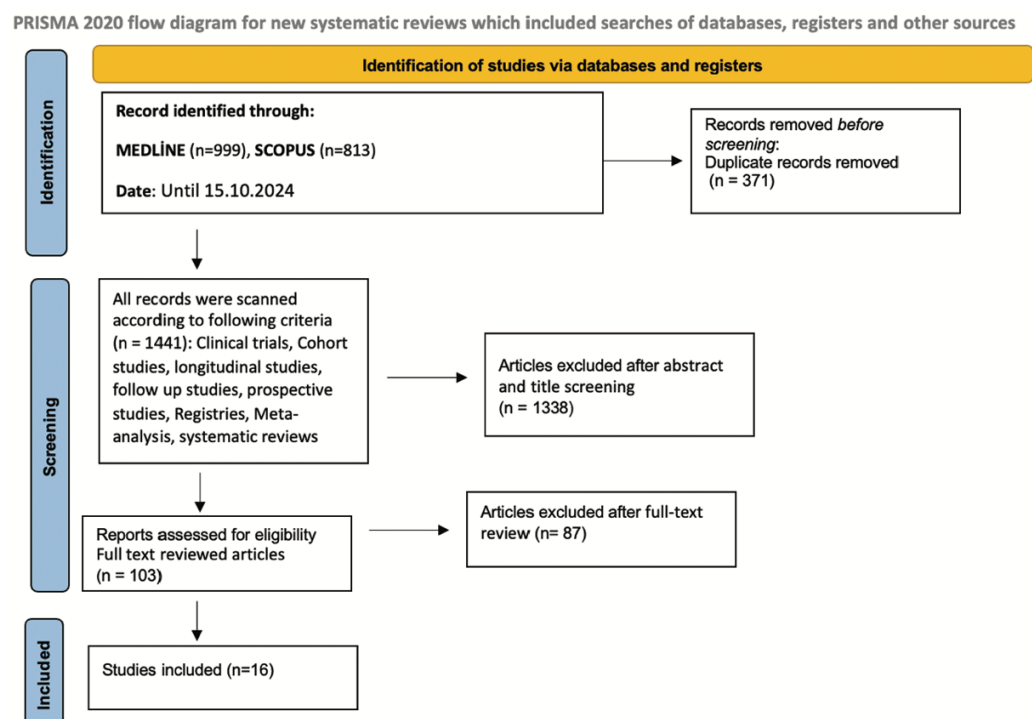 PRISMA 2020 flow diagram for new systematic reviews which included searches of databases, registers and other sources
Identification of studies via databases and registers
Identification
Record identified through:
MEDLİNE (n=999), SCOPUS (n=813)
Date: Until 15.10.2024
Records removed before
screening:
Duplicate records removed
(n = 371)
Screening
All records were scanned
according to following criteria
(n = 1441): Clinical trials, Cohort
studies, longitudinal studies,
follow up studies, prospective
studies, Registries, Meta-
analysis, systematic reviews
Articles excluded after abstract
and title screening
(n = 1338)
Reports assessed for eligibility
Full text reviewed articles
(n = 103)
Articles excluded after full-text
review (n= 87)
Included
Studies included (n=16)